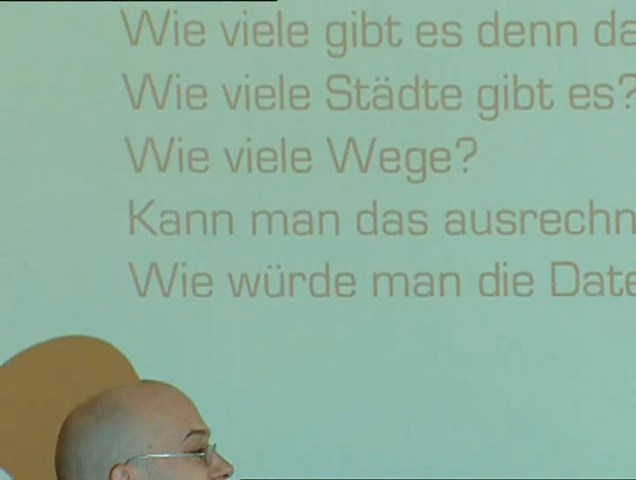 Wie viele gibt es denn da
Wie viele Städte gibt es?
Wie viele Wege?
Kann man das ausrechn
Wie würde man die Date